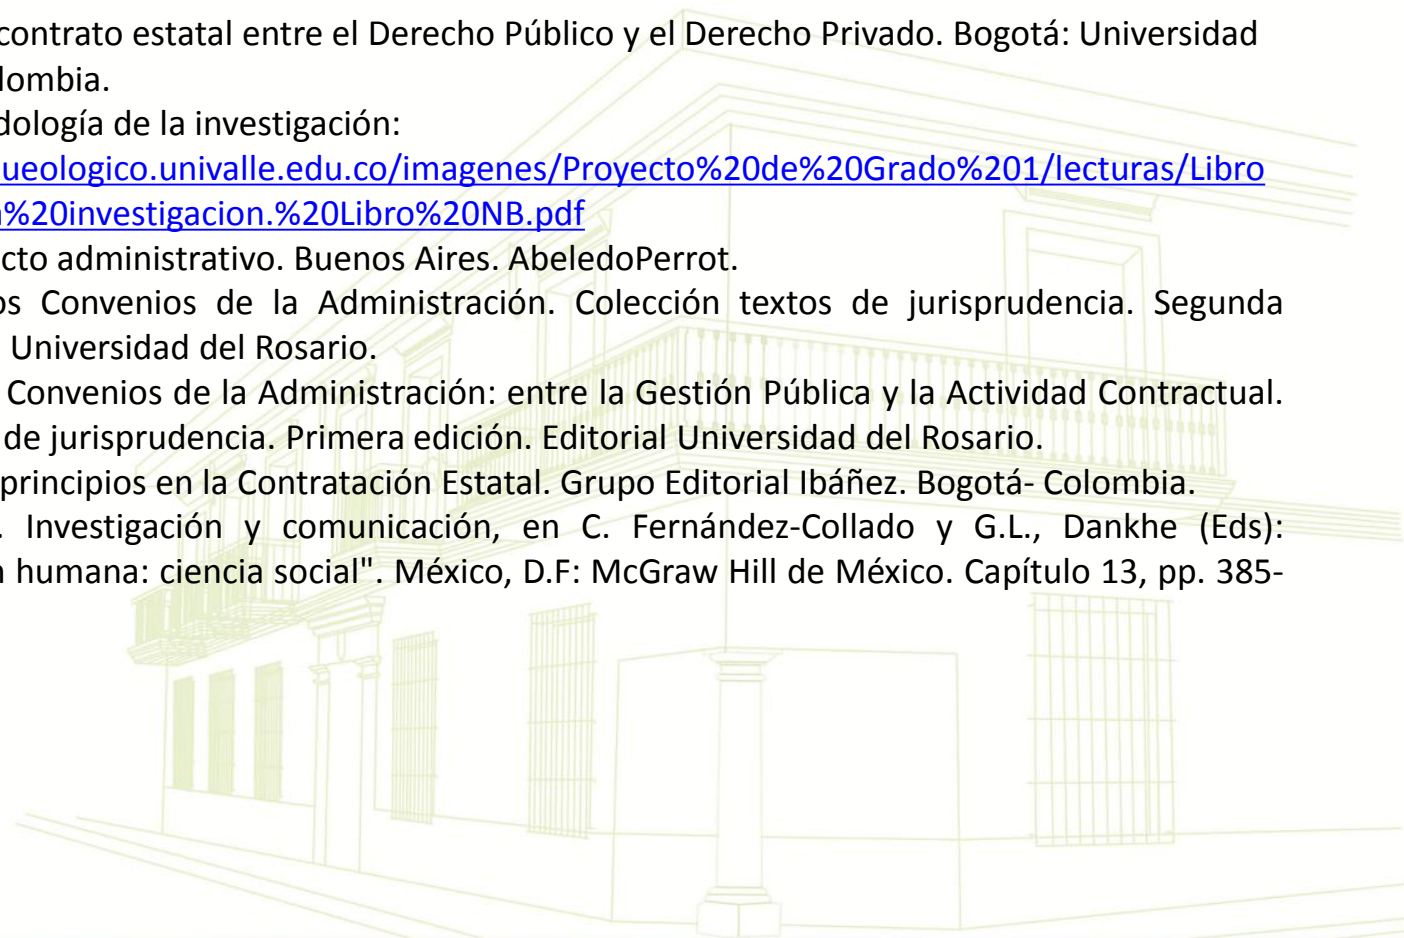 contrato estatal entre el Derecho Público y el Derecho Privado. Bogotá: Universidad
lombia.
dología de la investigación:
ueologico.univalle.edu.co/imagenes/Proyecto%20de%20Grado%201/lecturas/Libro
%20investigacion.%20Libro%20NB.pdf
cto administrativo. Buenos Aires. AbeledoPerrot.
os Convenios de la Administración. Colección textos de jurisprudencia. Segunda
Universidad del Rosario.
Convenios de la Administración: entre la Gestión Pública y la Actividad Contractual.
de jurisprudencia. Primera edición. Editorial Universidad del Rosario.
principios en la Contratación Estatal. Grupo Editorial Ibáñez. Bogotá- Colombia.
. Investigación y comunicación, en C. Fernández-Collado y G.L., Dankhe (Eds):
n humana: ciencia social". México, D.F: McGraw Hill de México. Capítulo 13, pp. 385-